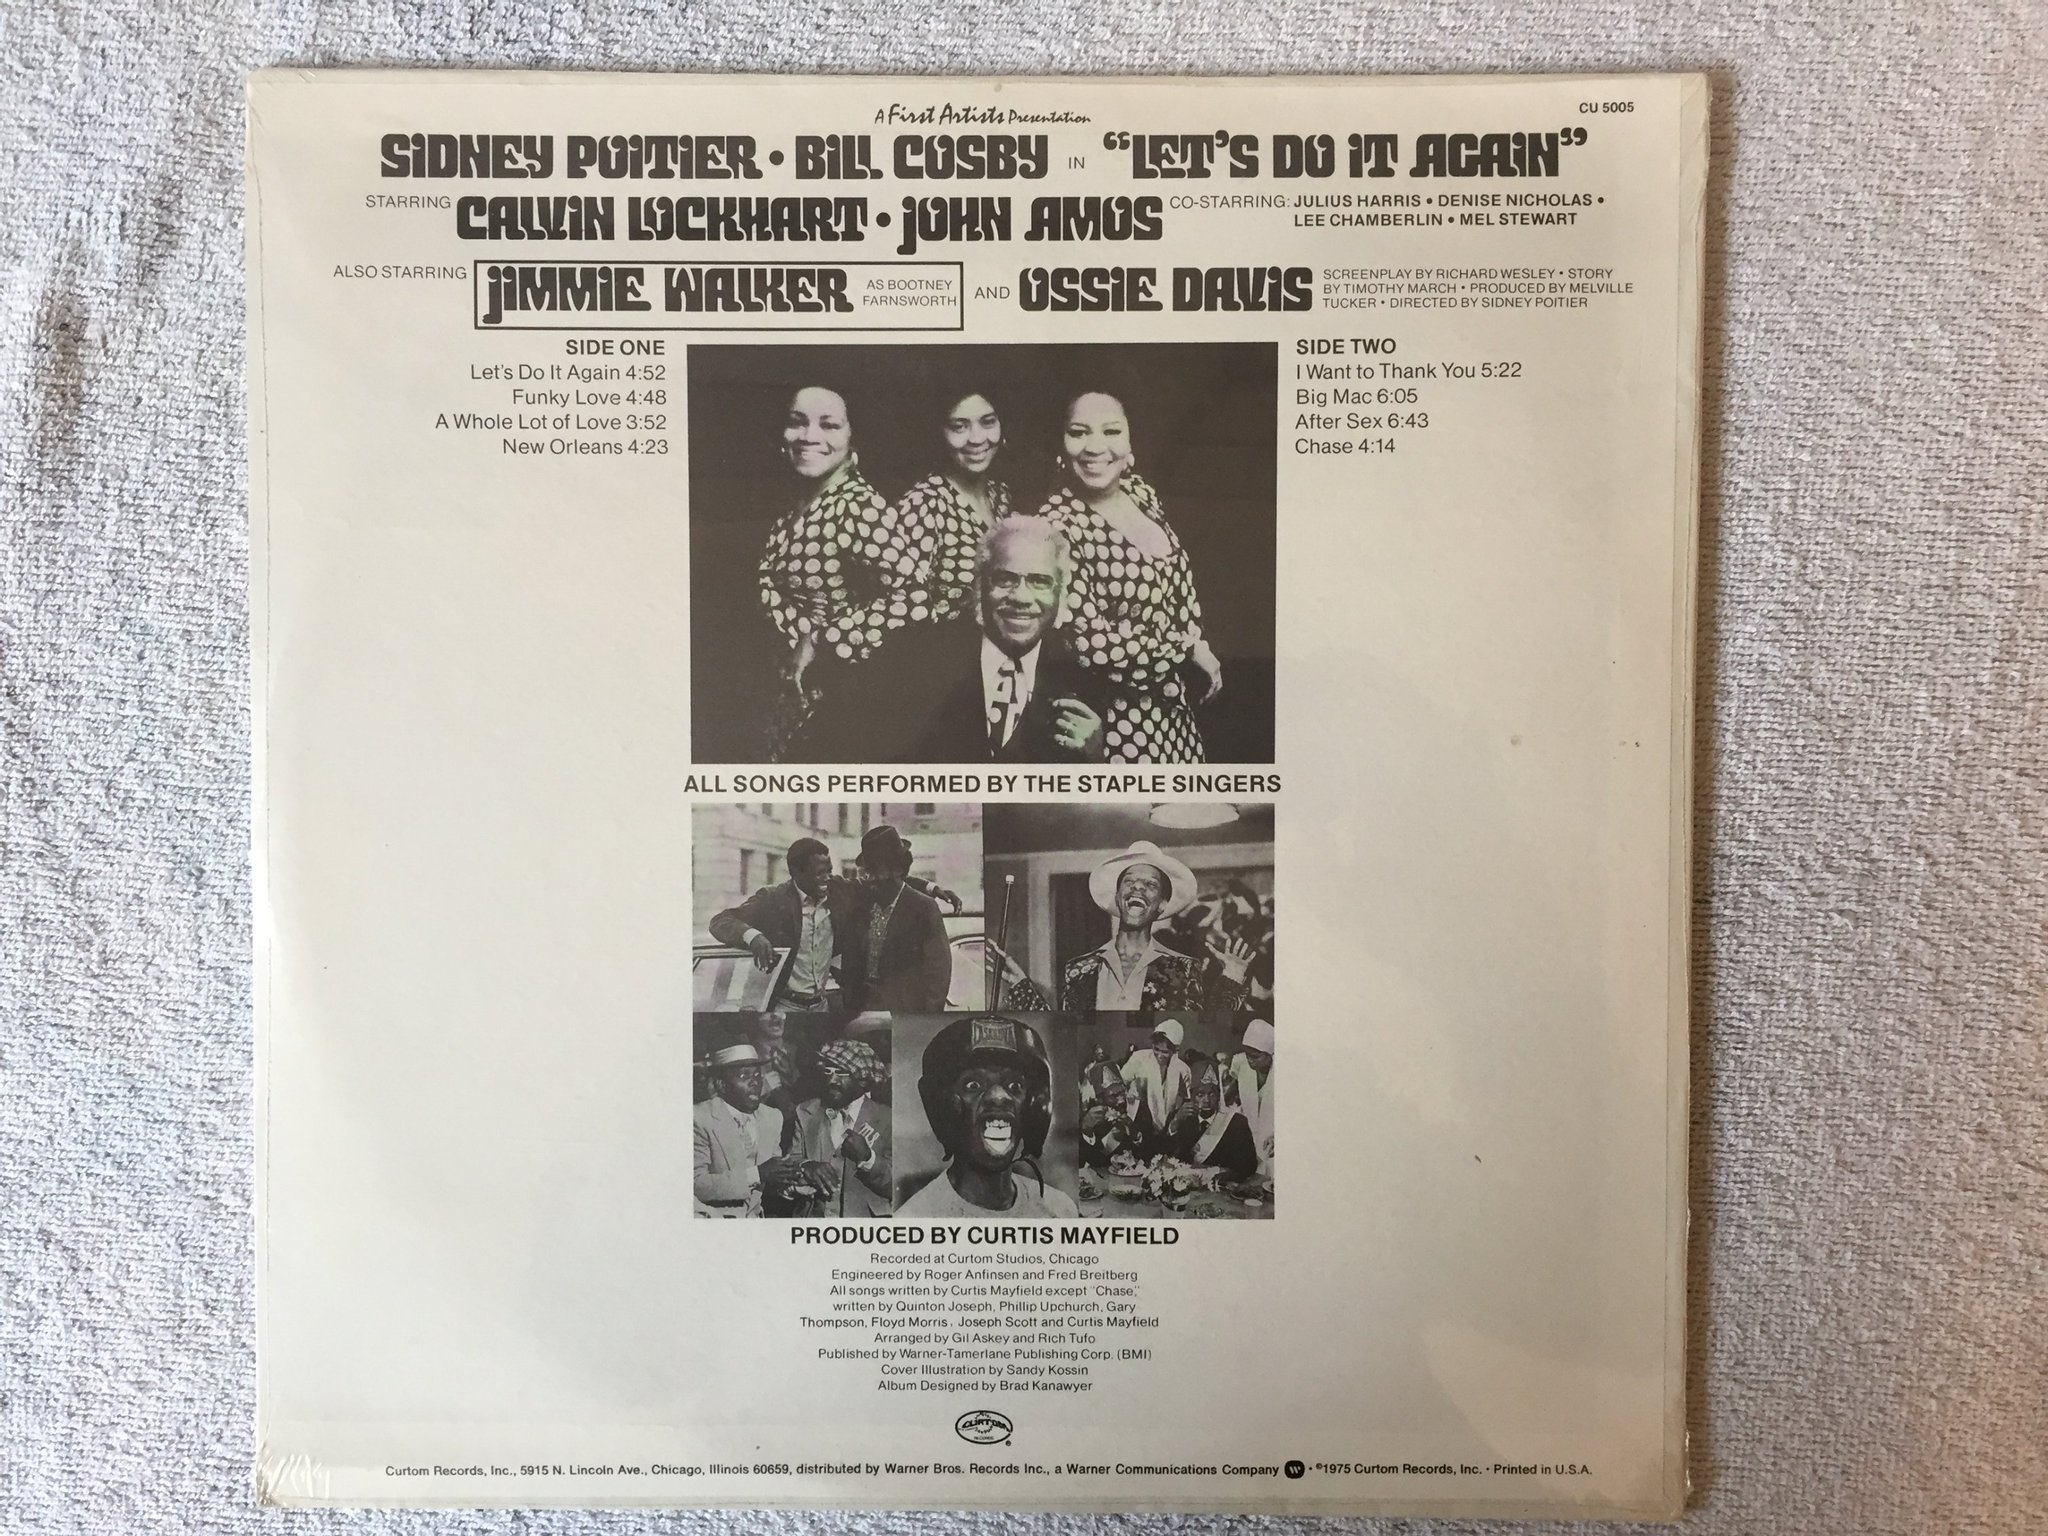 CU 5005
A First Artists Presentation
SIDNEY POITIER • BILL COSBY IN “LET'S DO IT AGAIN”
STARRING CALVIN LOCKHART • JOHN AMOS CO-STARRING: JULIUS HARRIS • DENISE NICHOLAS •
LEE CHAMBERLIN • MEL STEWART
ALSO STARRING JIMMIE WALKER AS BOOTNEY
FARNSWORTH
AND OSSIE DAVIS
SCREENPLAY BY RICHARD WESLEY • STORY
BY TIMOTHY MARCH • PRODUCED BY MELVILLE
TUCKER • DIRECTED BY SIDNEY POITIER
SIDE ONE
Let's Do It Again 4:52
Funky Love 4:48
A Whole Lot of Love 3:52
New Orleans 4:23
SIDE TWO
I Want to Thank You 5:22
Big Mac 6:05
After Sex 6:43
Chase 4:14
ALL SONGS PERFORMED BY THE STAPLE SINGERS
PRODUCED BY CURTIS MAYFIELD
Recorded at Curtom Studios, Chicago
Engineered by Roger Anfinsen and Fred Breitberg
All songs written by Curtis Mayfield except “Chase,”
written by Quinton Joseph, Phillip Upchurch, Gary
Thompson, Floyd Morris, Joseph Scott and Curtis Mayfield
Arranged by Gil Askey and Rich Tufo
Published by Warner-Tamerlane Publishing Corp. (BMI)
Cover Illustration by Sandy Kossin
Album Designed by Brad Kanawyer
CURTOM
RECORDS
®
Curtom Records, Inc., 5915 N. Lincoln Ave., Chicago, Illinois 60659, distributed by Warner Bros. Records Inc., a Warner Communications Company W • ℗1975 Curtom Records, Inc. • Printed in U.S.A.